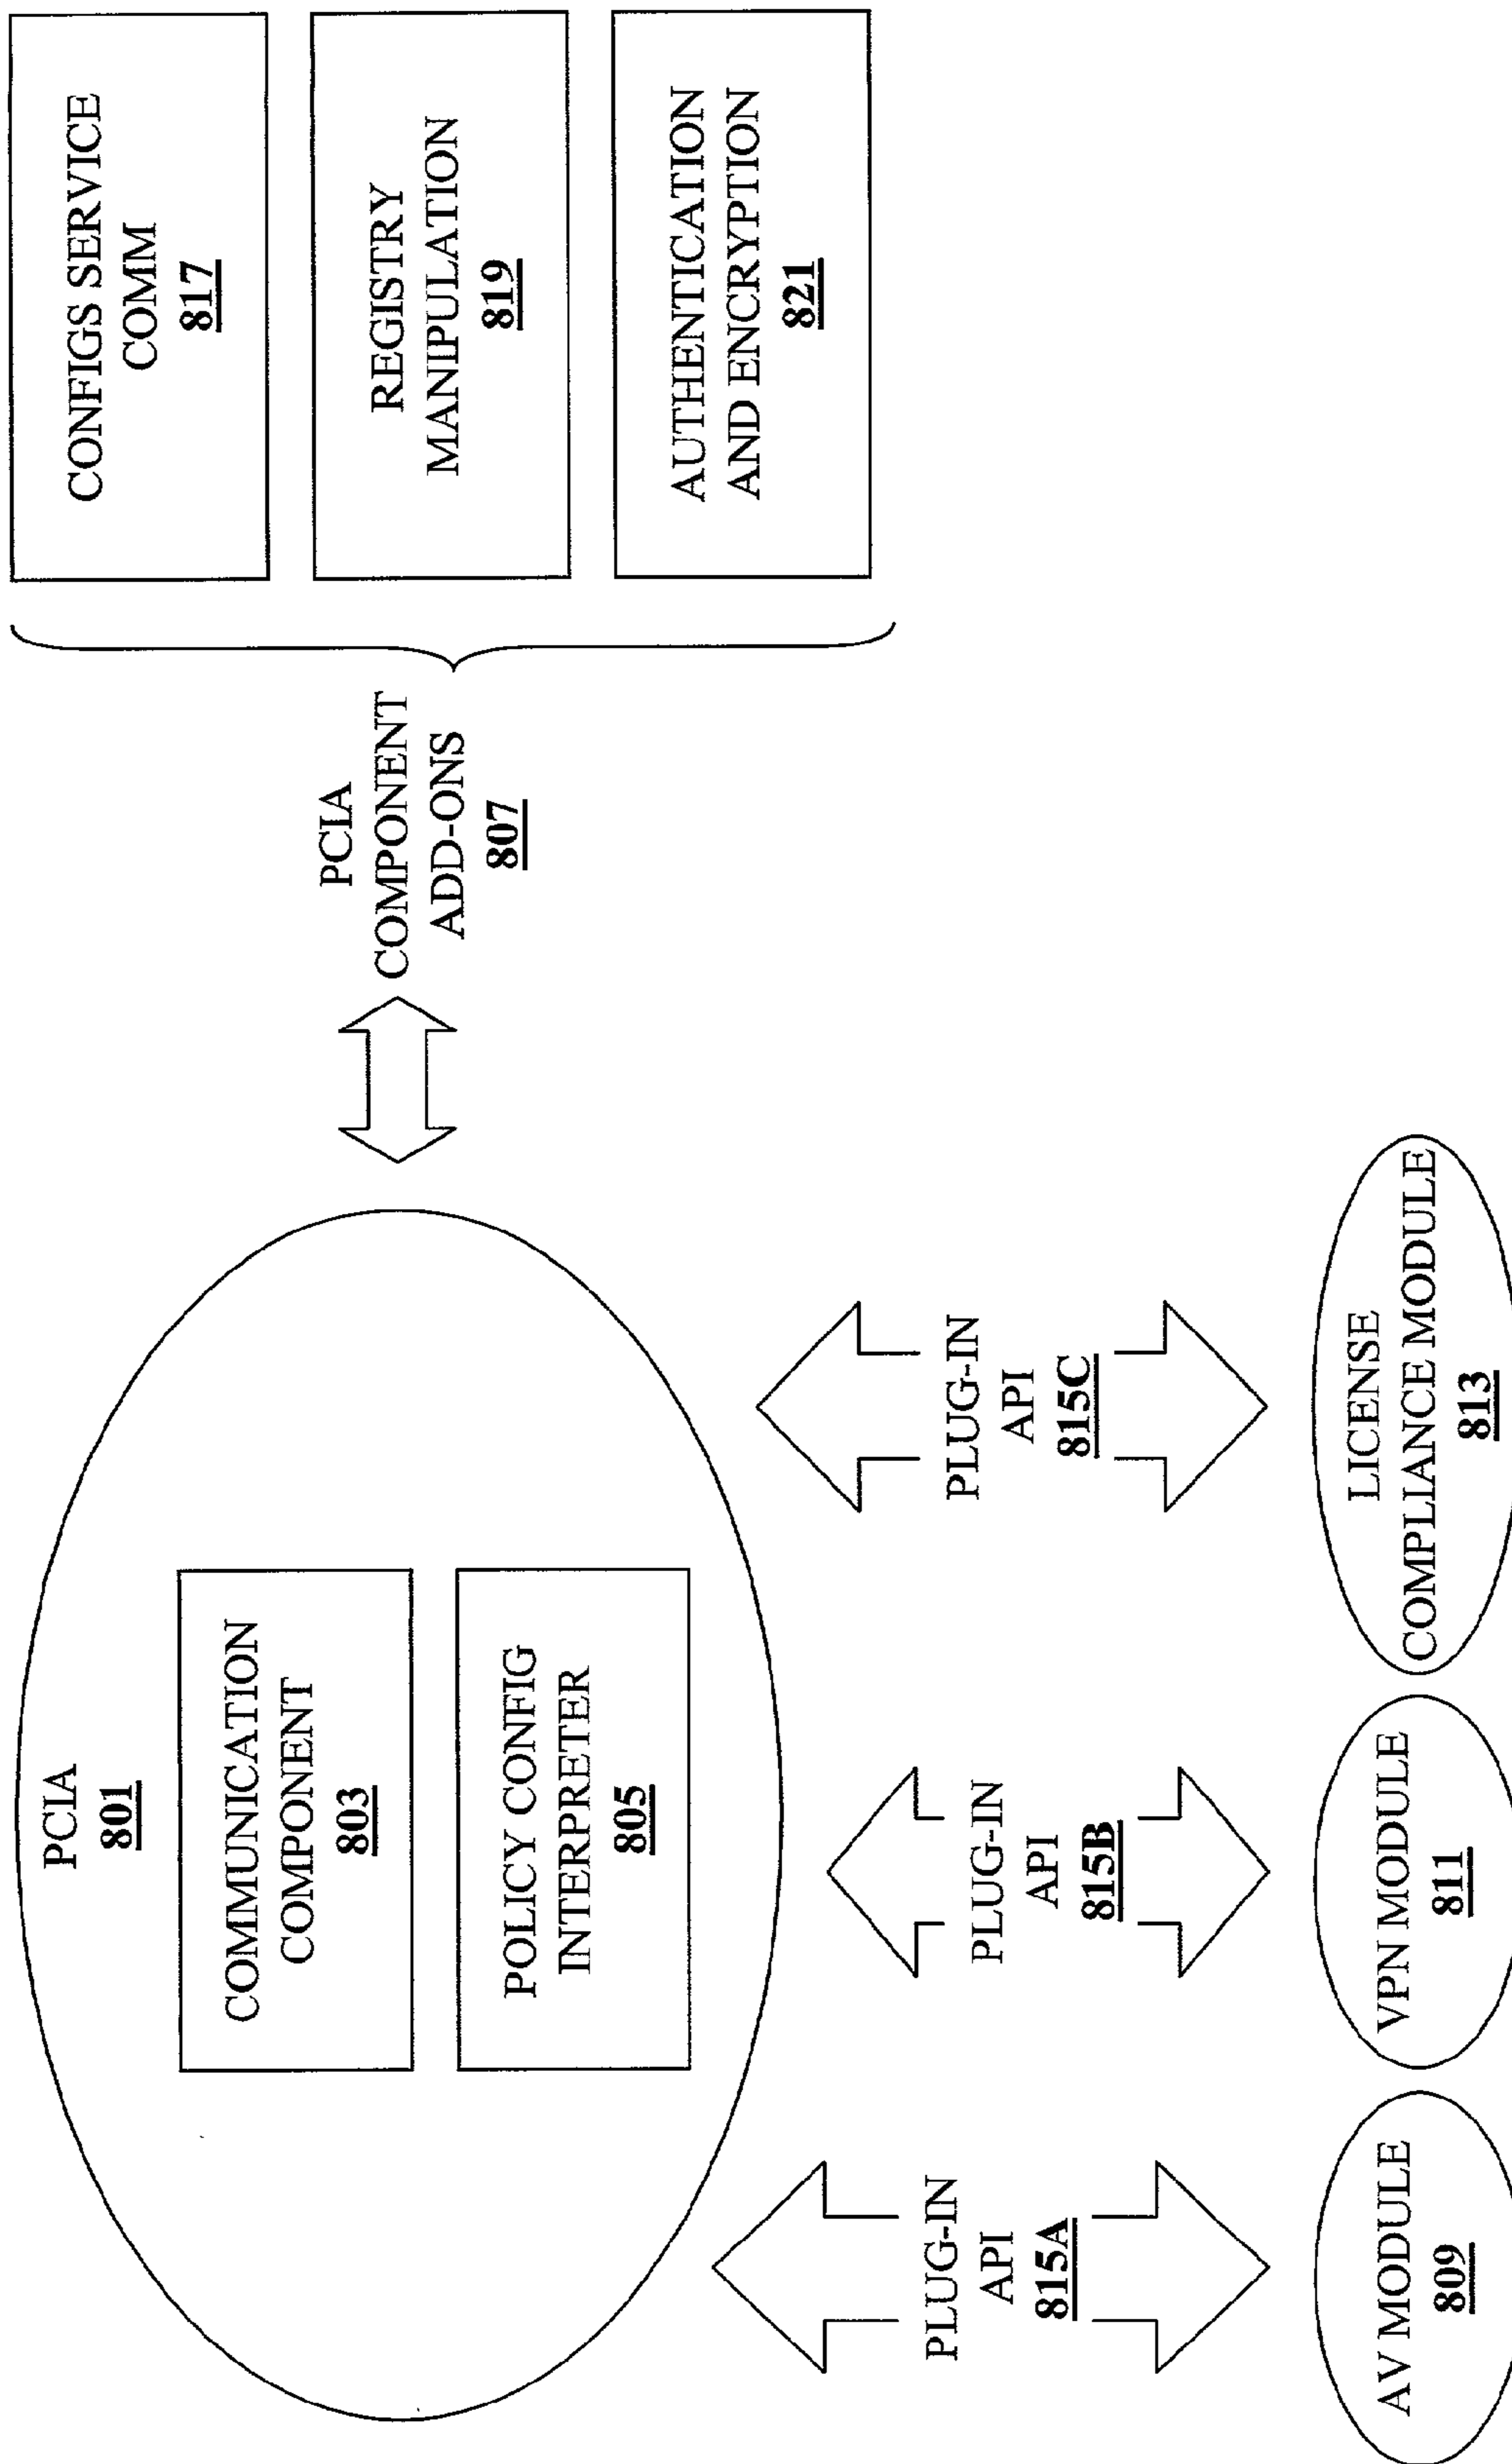 PCIA
801
COMMUNICATION
COMPONENT
803
POLICY CONFIG
INTERPRETER
805
PCIA
COMPONENT
ADD-ONS
807
CONFIGS SERVICE
COMM
817
REGISTRY
MANIPULATION
819
AUTHENTICATION
AND ENCRYPTION
821
PLUG-IN
API
815A
PLUG-IN
API
815B
PLUG-IN
API
815C
AV MODULE
809
VPN MODULE
811
LICENSE
COMPLIANCE MODULE
813